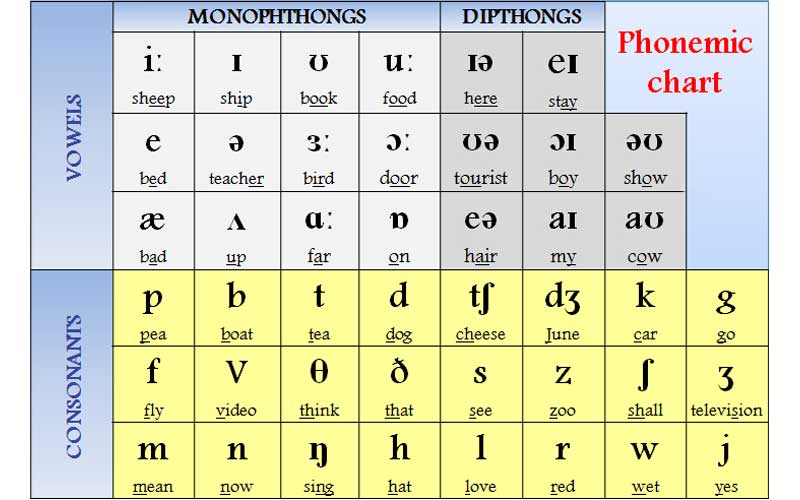 MONOPHTHONGS DIPTHONGS
Phonemic
chart
VOWELS
iː ɪ ʊ uː ɪə eɪ
sheep ship book food here stay
e ə ɜː ɔː ʊə ɔɪ əʊ
bed teacher bird door tourist boy show
æ ʌ ɑː ɒ eə aɪ aʊ
bad up far on hair my cow
CONSONANTS
p b t d tʃ dʒ k g
pea boat tea dog cheese June car go
f v θ ð s z ʃ ʒ
fly video think that see zoo shall television
m n ŋ h l r w j
mean now sing hat love red wet yes